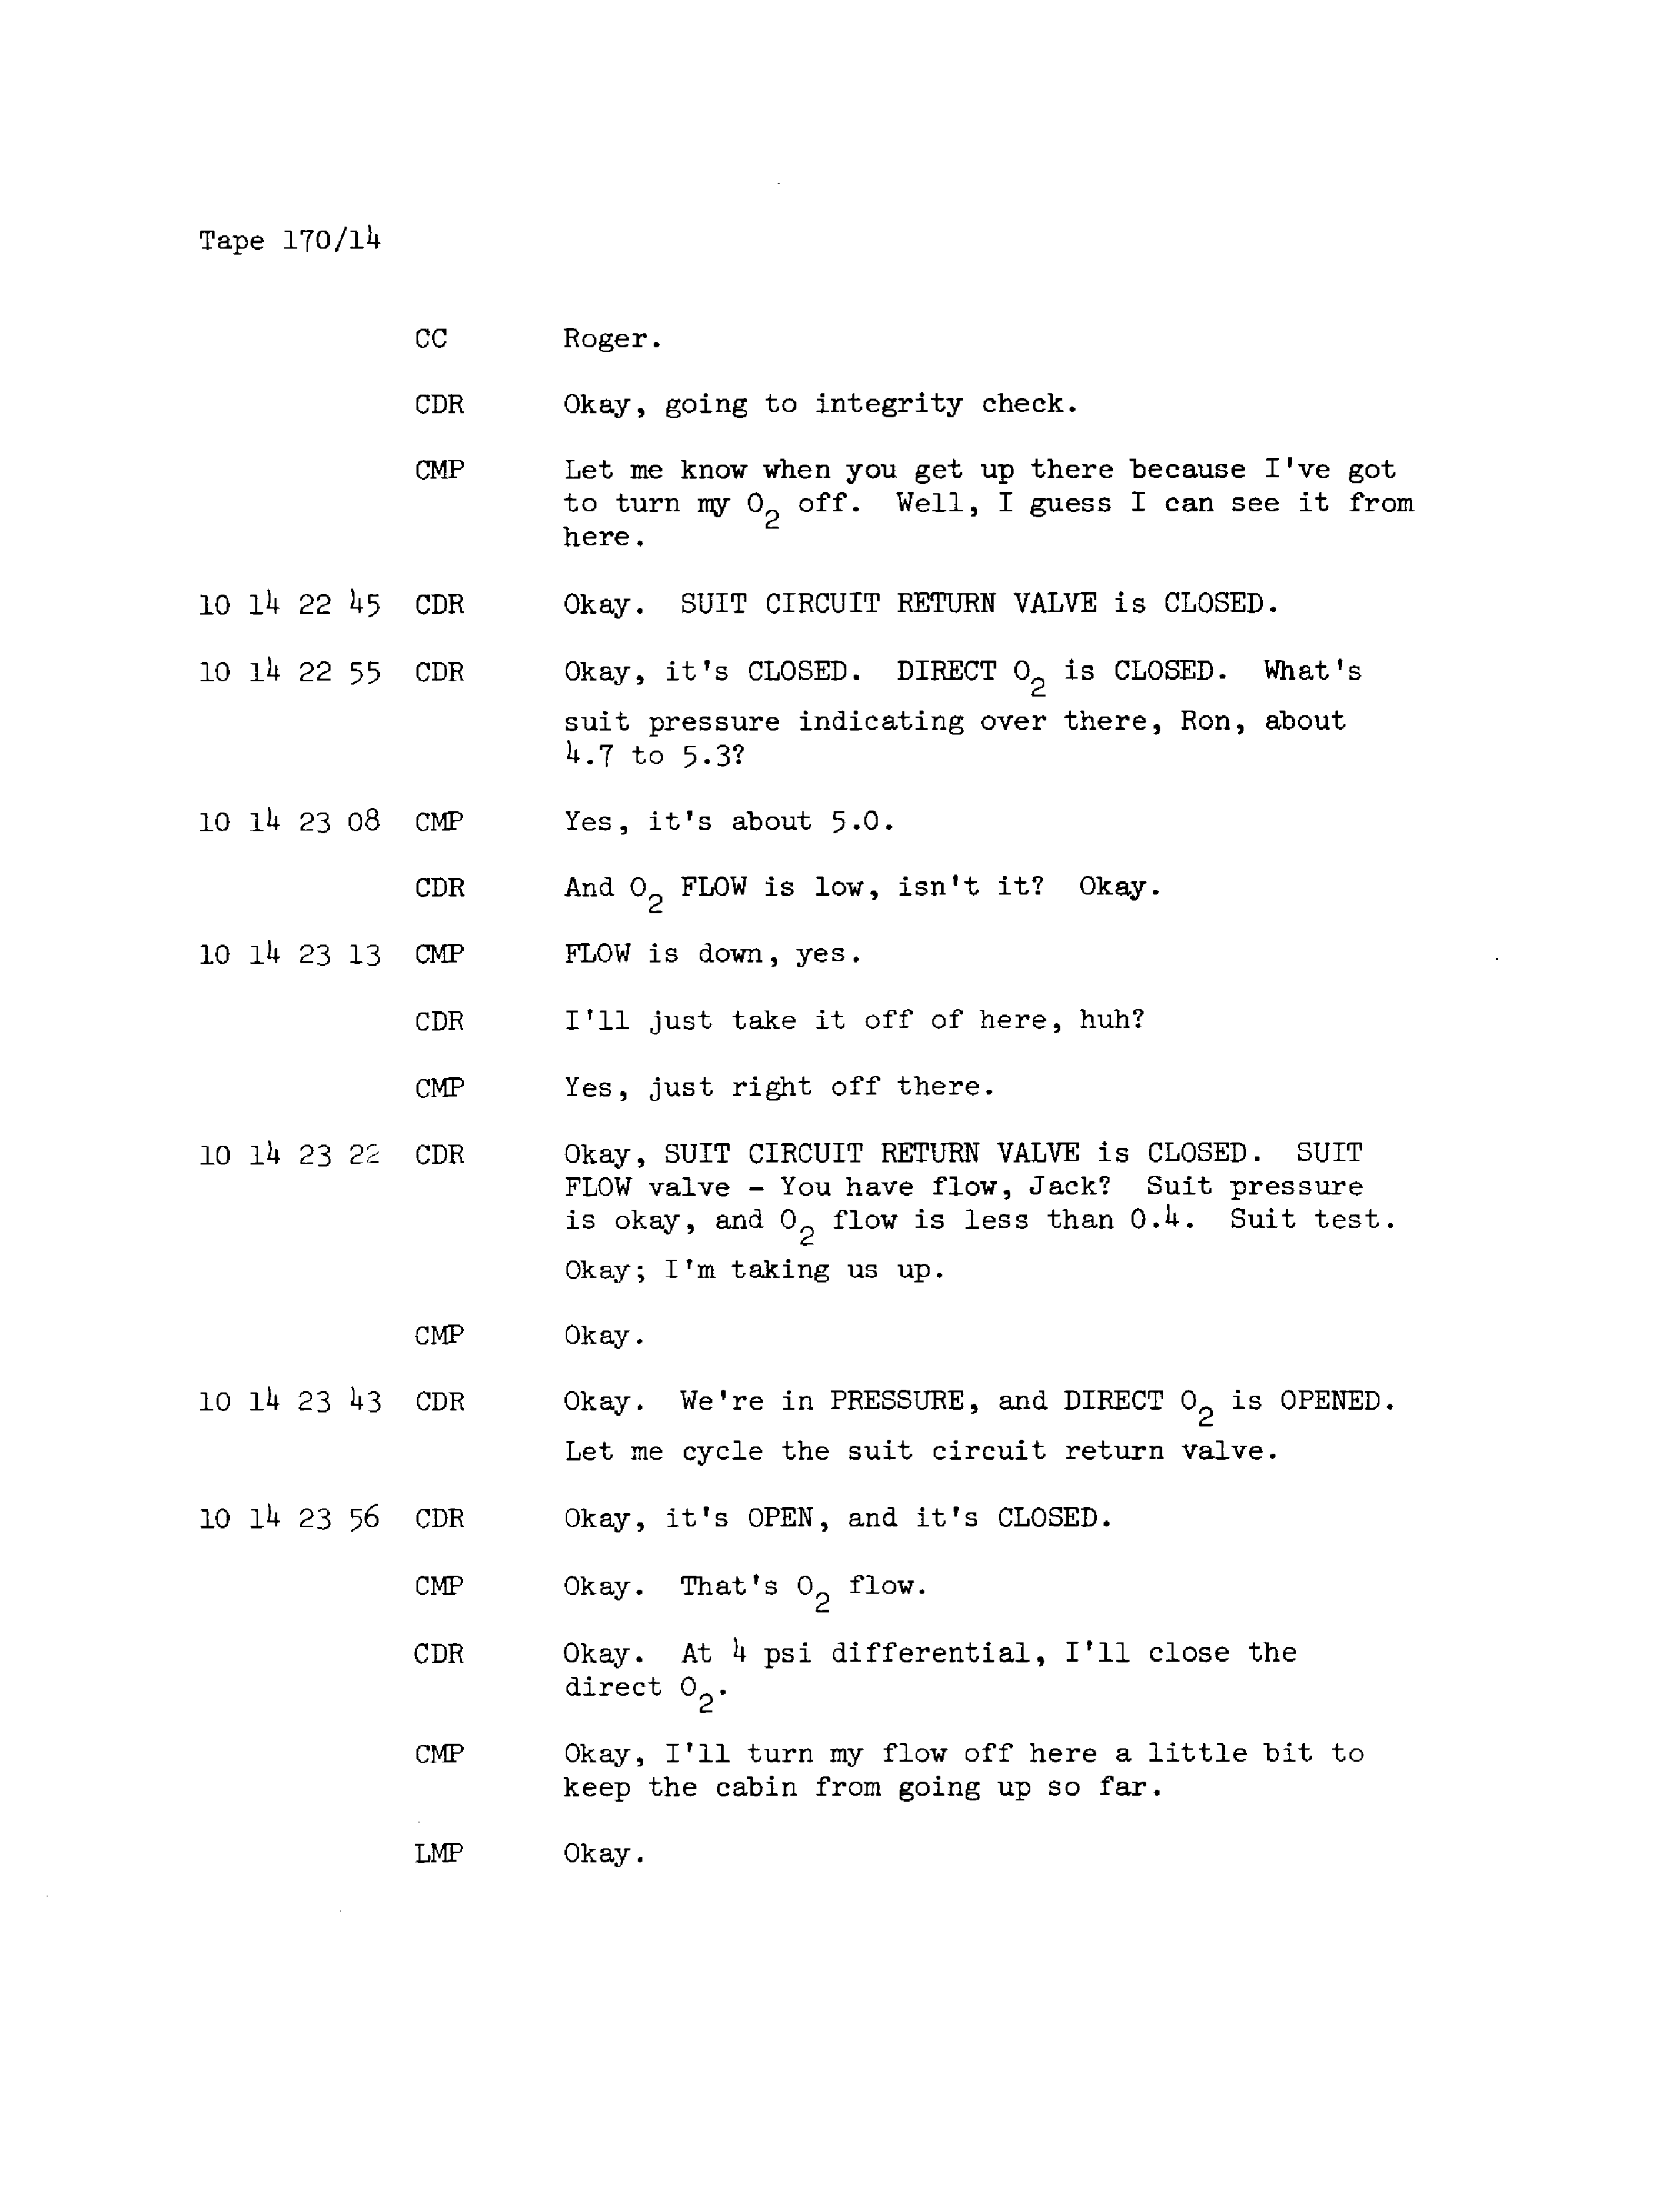 Tape 170/14
CC Roger.
CDR Okay, going to integrity check.
CMP Let me know when you get up there because I've got
to turn my O2 off. Well, I guess I can see it from
here.
10 14 22 45 CDR Okay. SUIT CIRCUIT RETURN VALVE is CLOSED.
10 14 22 55 CDR Okay, it's CLOSED. DIRECT O2 is CLOSED. What's
suit pressure indicating over there, Ron, about
4.7 to 5.3?
10 14 23 08 CMP Yes, it's about 5.0.
CDR And O2 FLOW is low, isn't it? Okay.
10 14 23 13 CMP FLOW is down, yes.
CDR I'll just take it off of here, huh?
CMP Yes, just right off there.
10 14 23 22 CDR Okay, SUIT CIRCUIT RETURN VALVE is CLOSED. SUIT
FLOW valve - You have flow, Jack? Suit pressure
is okay, and O2 flow is less than 0.4. Suit test.
Okay; I'm taking us up.
CMP Okay.
10 14 23 43 CDR Okay. We're in PRESSURE, and DIRECT O2 is OPENED.
Let me cycle the suit circuit return valve.
10 14 23 56 CDR Okay, it's OPEN, and it's CLOSED.
CMP Okay. That's O2 flow.
CDR Okay. At 4 psi differential, I'll close the
direct O2.
CMP Okay, I'll turn my flow off here a little bit to
keep the cabin from going up so far.
LMP Okay.